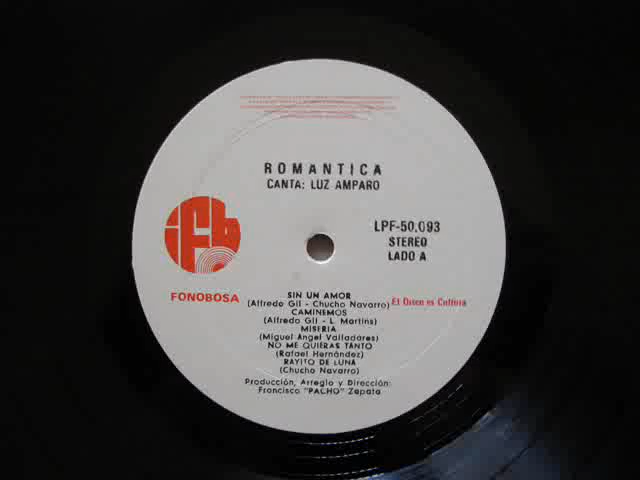 ROMANTICA
CANTA: LUZ AMPARO
ifb
LPF-50.093
STEREO
LADO A
FONOBOSA
El Disco es Cultura
SIN UN AMOR
(Alfredo Gil - Chucho Navarro)
CAMINEMOS
(Alfredo Gil - L. Martins)
MISERIA
(Miguel Angel Valladares)
NO ME QUIERAS TANTO
(Rafael Hernández)
RAYITO DE LUNA
(Chucho Navarro)
Producción, Arreglo y Dirección:
Francisco "PACHO" Zapata